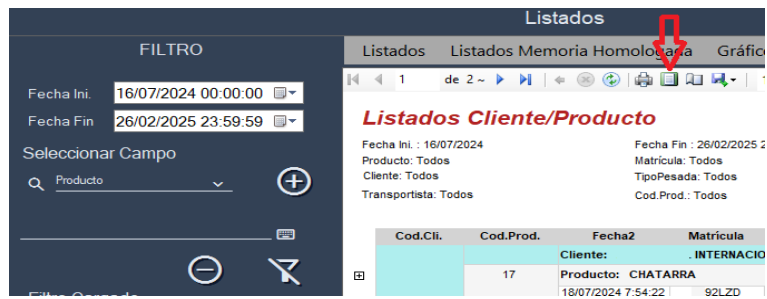 Listados
FILTRO
Listados Listados Memoria Homologada Gráfic
1 de 2 ~
Fecha Ini. 16/07/2024 00:00:00
Fecha Fin 26/02/2025 23:59:59
Seleccionar Campo
Producto
Listados Cliente/Producto
Fecha Ini. : 16/07/2024 Fecha Fin : 26/02/2025 2
Producto: Todos Matrícula: Todos
Cliente: Todos TipoPesada: Todos
Transportista: Todos Cod.Prod.: Todos
Cod.Cli. Cod.Prod. Fecha2 Matrícula
Cliente: . INTERNACIO
17 Producto: CHATARRA
18/07/2024 7:54:22 92LZD